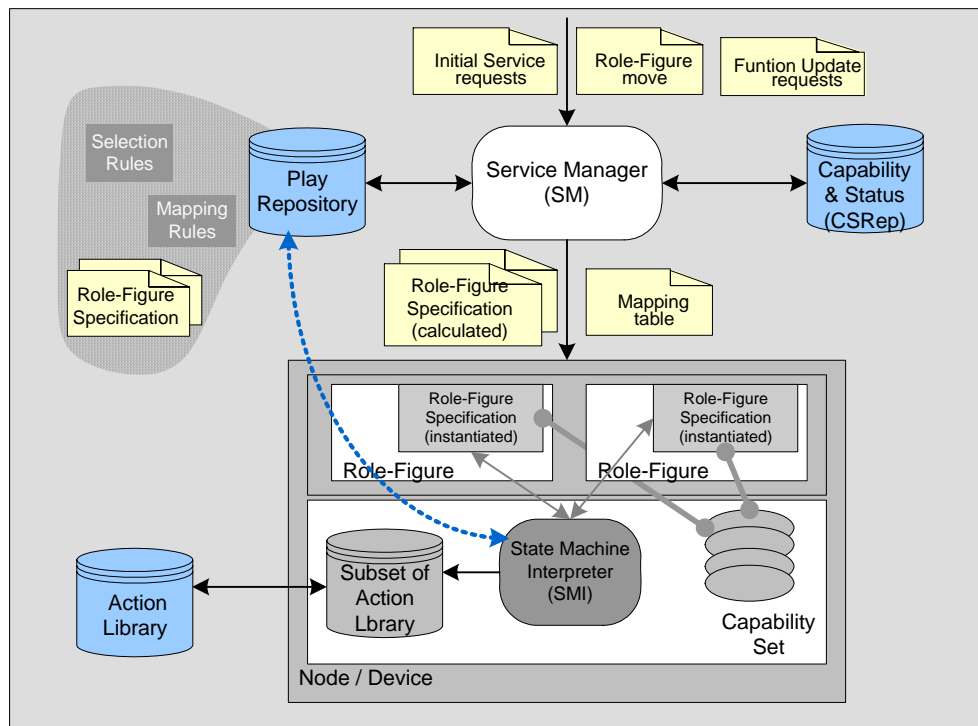 Initial Service
requests
Role-Figure
move
Funtion Update
requests
Selection
Rules
Mapping
Rules
Play
Repository
Service Manager
(SM)
Capability
& Status
(CSRep)
Role-Figure
Specification
Role-Figure
Specification
(calculated)
Mapping
table
Role-Figure
Specification
(instantiated)
Role-Figure
Role-Figure
Specification
(instantiated)
Role-Figure
Action
Library
Subset of
Action
Lbrary
State Machine
Interpreter
(SMI)
Capability
Set
Node / Device